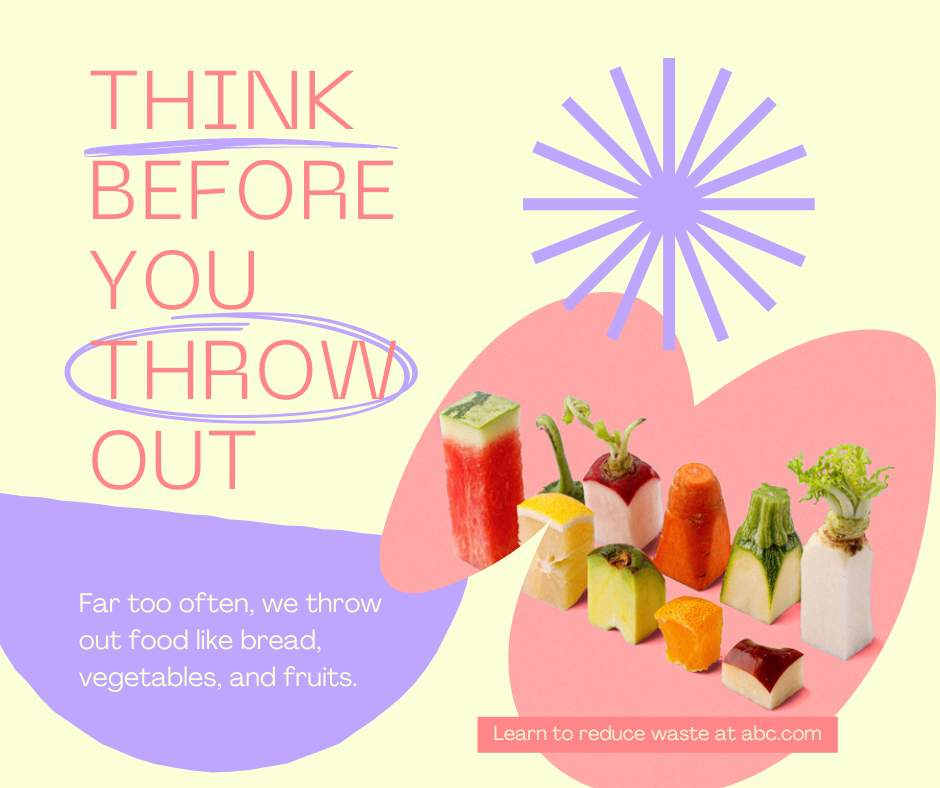 THINK
BEFORE
YOU
THROW
OUT
Far too often, we throw
out food like bread,
vegetables, and fruits.
Learn to reduce waste at abc.com